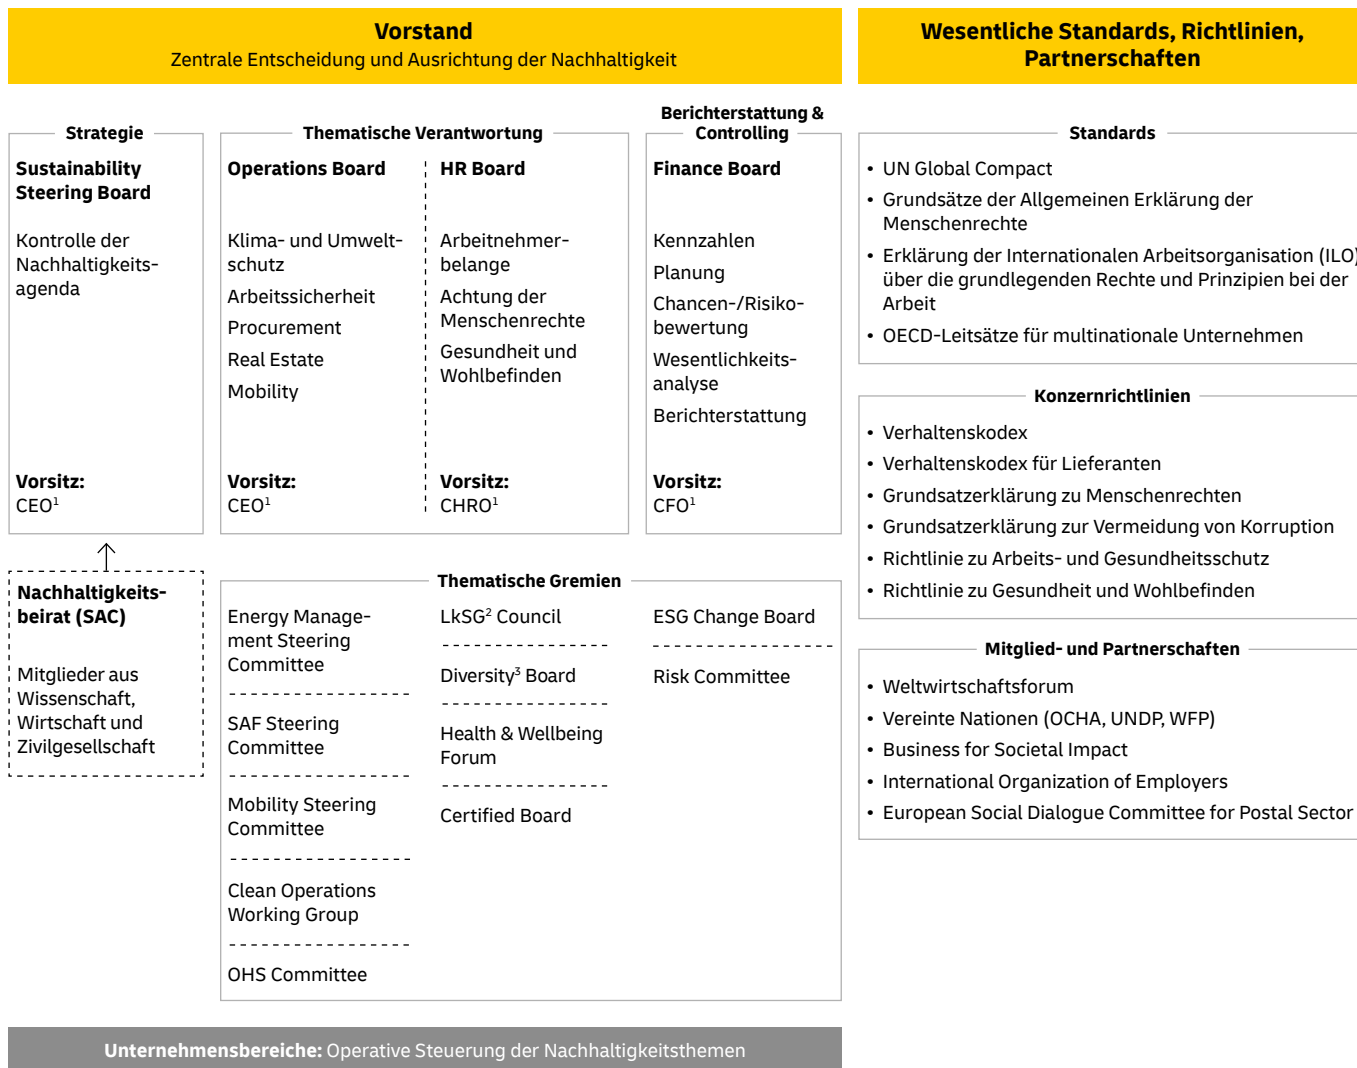 Vorstand
Zentrale Entscheidung und Ausrichtung der Nachhaltigkeit
Strategie
Sustainability
Steering Board
Kontrolle der
Nachhaltigkeits-
agenda
Vorsitz:
CEO¹
Nachhaltigkeits-
beirat (SAC)
Mitglieder aus
Wissenschaft,
Wirtschaft und
Zivilgesellschaft
Thematische Verantwortung
Operations Board
Klima- und Umwelt-
schutz
Arbeitssicherheit
Procurement
Real Estate
Mobility
Vorsitz:
CEO¹
HR Board
Arbeitnehmer-
belange
Achtung der
Menschenrechte
Gesundheit und
Wohlbefinden
Vorsitz:
CHRO¹
Berichterstattung &
Controlling
Finance Board
Kennzahlen
Planung
Chancen-/Risiko-
bewertung
Wesentlichkeits-
analyse
Berichterstattung
Vorsitz:
CFO¹
Thematische Gremien
Energy Manage-
ment Steering
Committee
SAF Steering
Committee
Mobility Steering
Committee
Clean Operations
Working Group
OHS Committee
LkSG² Council
Diversity³ Board
Health & Wellbeing
Forum
Certified Board
ESG Change Board
Risk Committee
Unternehmensbereiche: Operative Steuerung der Nachhaltigkeitsthemen
Wesentliche Standards, Richtlinien,
Partnerschaften
Standards
• UN Global Compact
• Grundsätze der Allgemeinen Erklärung der
Menschenrechte
• Erklärung der Internationalen Arbeitsorganisation (ILO)
über die grundlegenden Rechte und Prinzipien bei der
Arbeit
• OECD-Leitsätze für multinationale Unternehmen
Konzernrichtlinien
• Verhaltenskodex
• Verhaltenskodex für Lieferanten
• Grundsatzerklärung zu Menschenrechten
• Grundsatzerklärung zur Vermeidung von Korruption
• Richtlinie zu Arbeits- und Gesundheitsschutz
• Richtlinie zu Gesundheit und Wohlbefinden
Mitglied- und Partnerschaften
• Weltwirtschaftsforum
• Vereinte Nationen (OCHA, UNDP, WFP)
• Business for Societal Impact
• International Organization of Employers
• European Social Dialogue Committee for Postal Sector